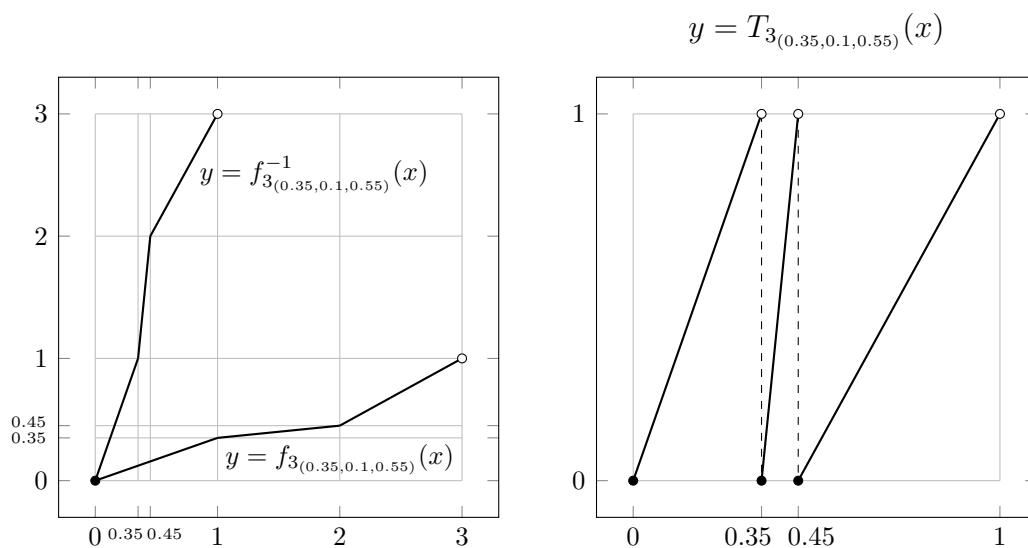 y = T_{3_{(0.35,0.1,0.55)}}(x)
3
2
1
0.45
0.35
0
y = f^{-1}_{3_{(0.35,0.1,0.55)}}(x)
y = f_{3_{(0.35,0.1,0.55)}}(x)
0 0.35 0.45 1 2 3
1
0
0 0.35 0.45 1